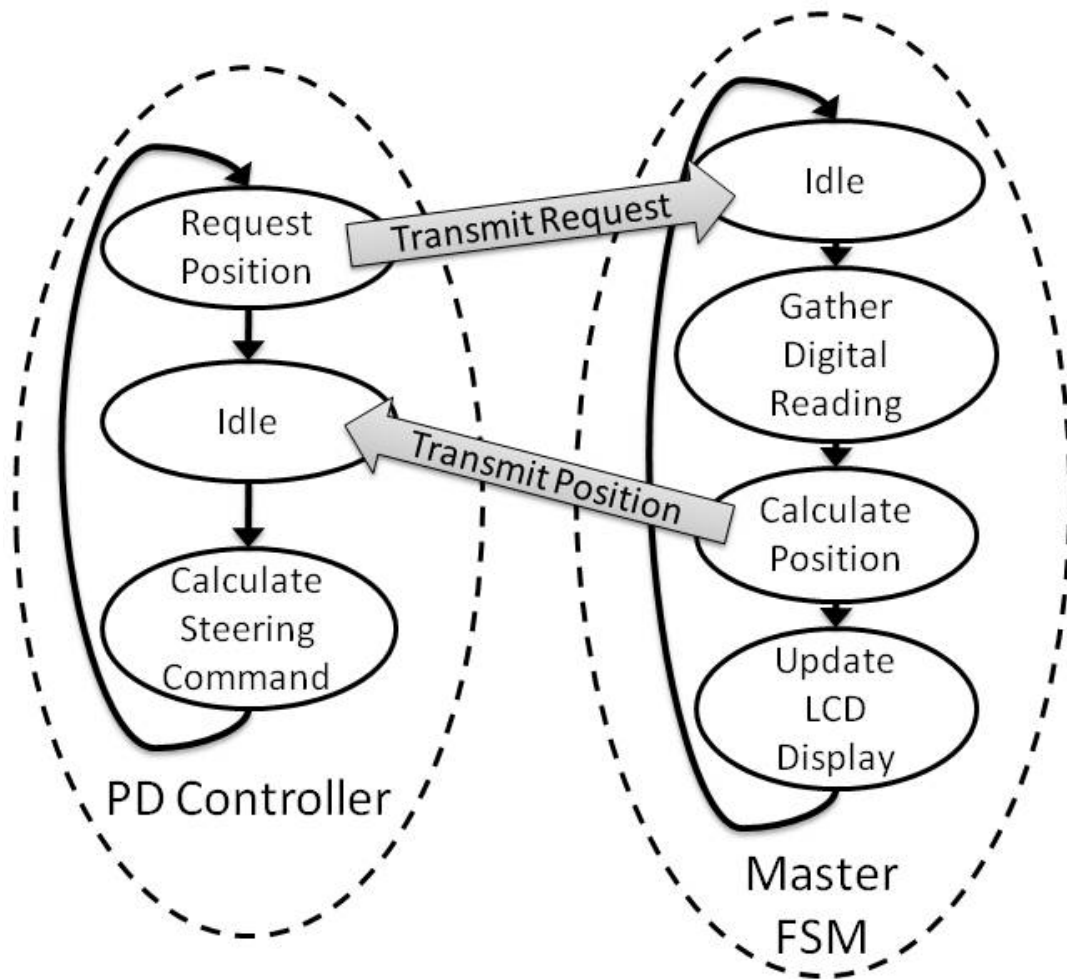 Request
Position
Idle
Calculate
Steering
Command
PD Controller
Transmit Request
Transmit Position
Idle
Gather
Digital
Reading
Calculate
Position
Update
LCD
Display
Master
FSM